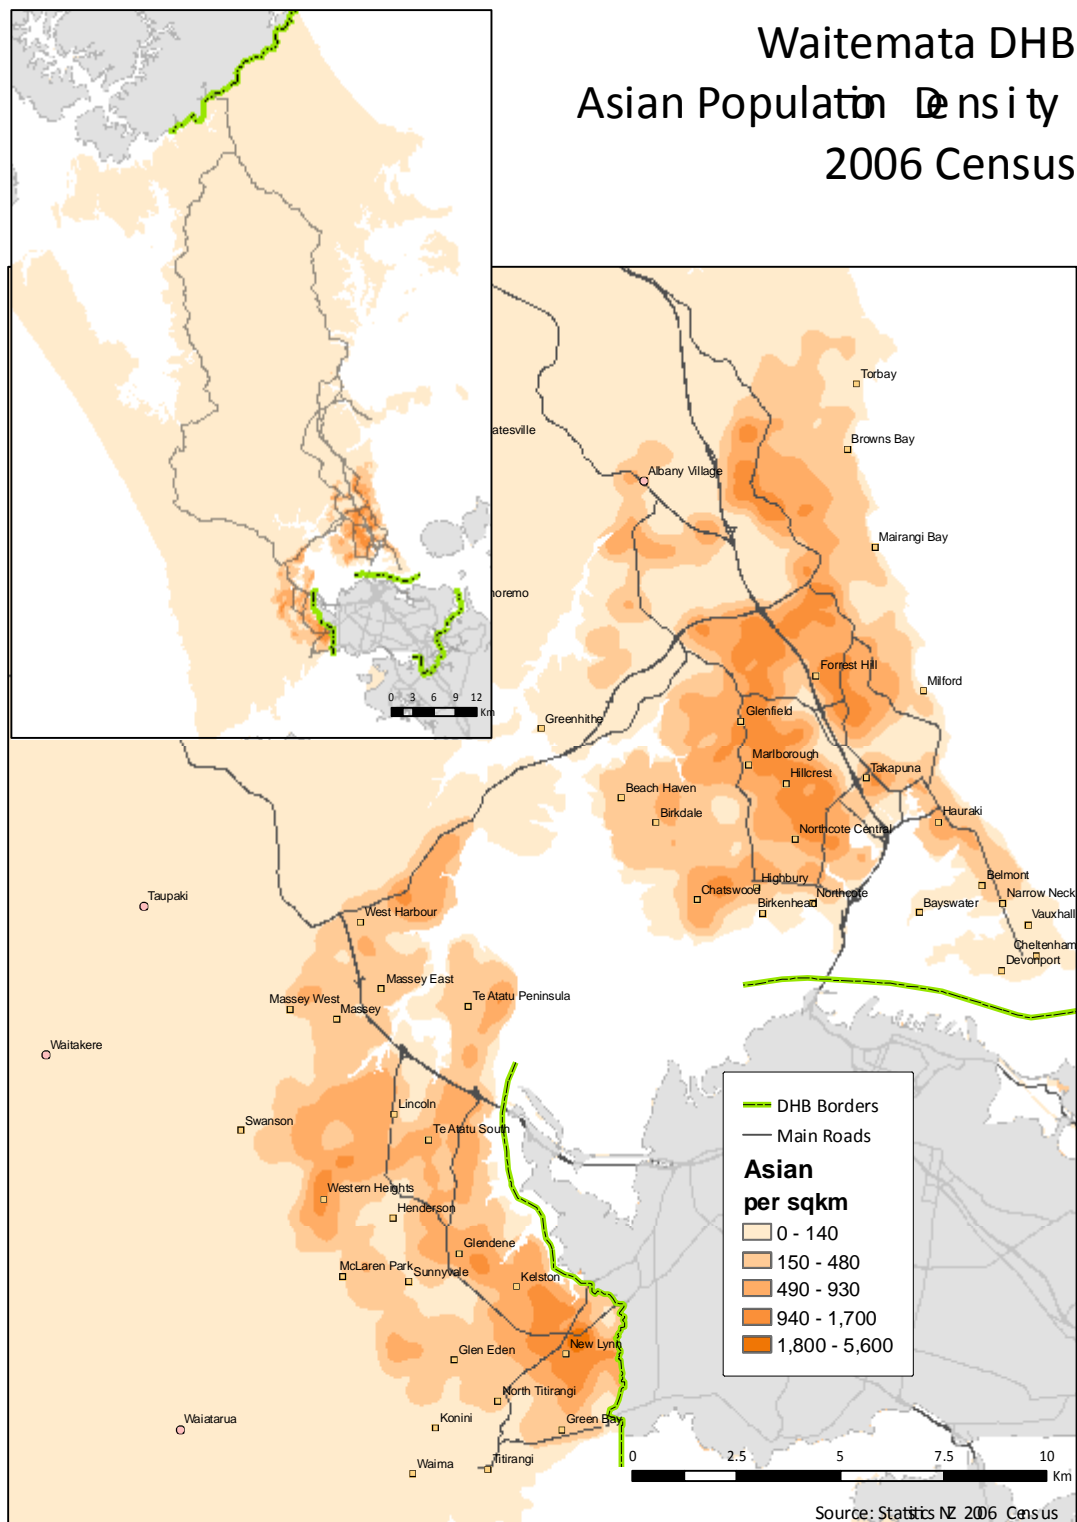 Waitemata DHB
Asian Population Density
2006 Census
0 3 6 9 12
Km
atesville
noremo
Torbay
Browns Bay
Albany Village
Mairangi Bay
Forrest Hill
Milford
Glenfield
Greenhithe
Marlborough
Hillcrest
Takapuna
Beach Haven
Birkdale
Hauraki
Northcote Central
Chatswood
Highbury
Birkenhead
Northcote
Belmont
Narrow Neck
Bayswater
Vauxhall
Cheltenham
Devonport
Taupaki
West Harbour
Massey East
Massey West
Massey
Te Atatu Peninsula
Waitakere
Lincoln
Swanson
Te Atatu South
Western Heights
Henderson
Glendene
McLaren Park
Sunnyvale
Kelston
New Lynn
Glen Eden
North Titirangi
Waiatarua
Konini
Green Bay
Waima
Titirangi
DHB Borders
Main Roads
Asian
per sqkm
0 - 140
150 - 480
490 - 930
940 - 1,700
1,800 - 5,600
0 2.5 5 7.5 10
Km
Source: Statistics NZ 2006 Census